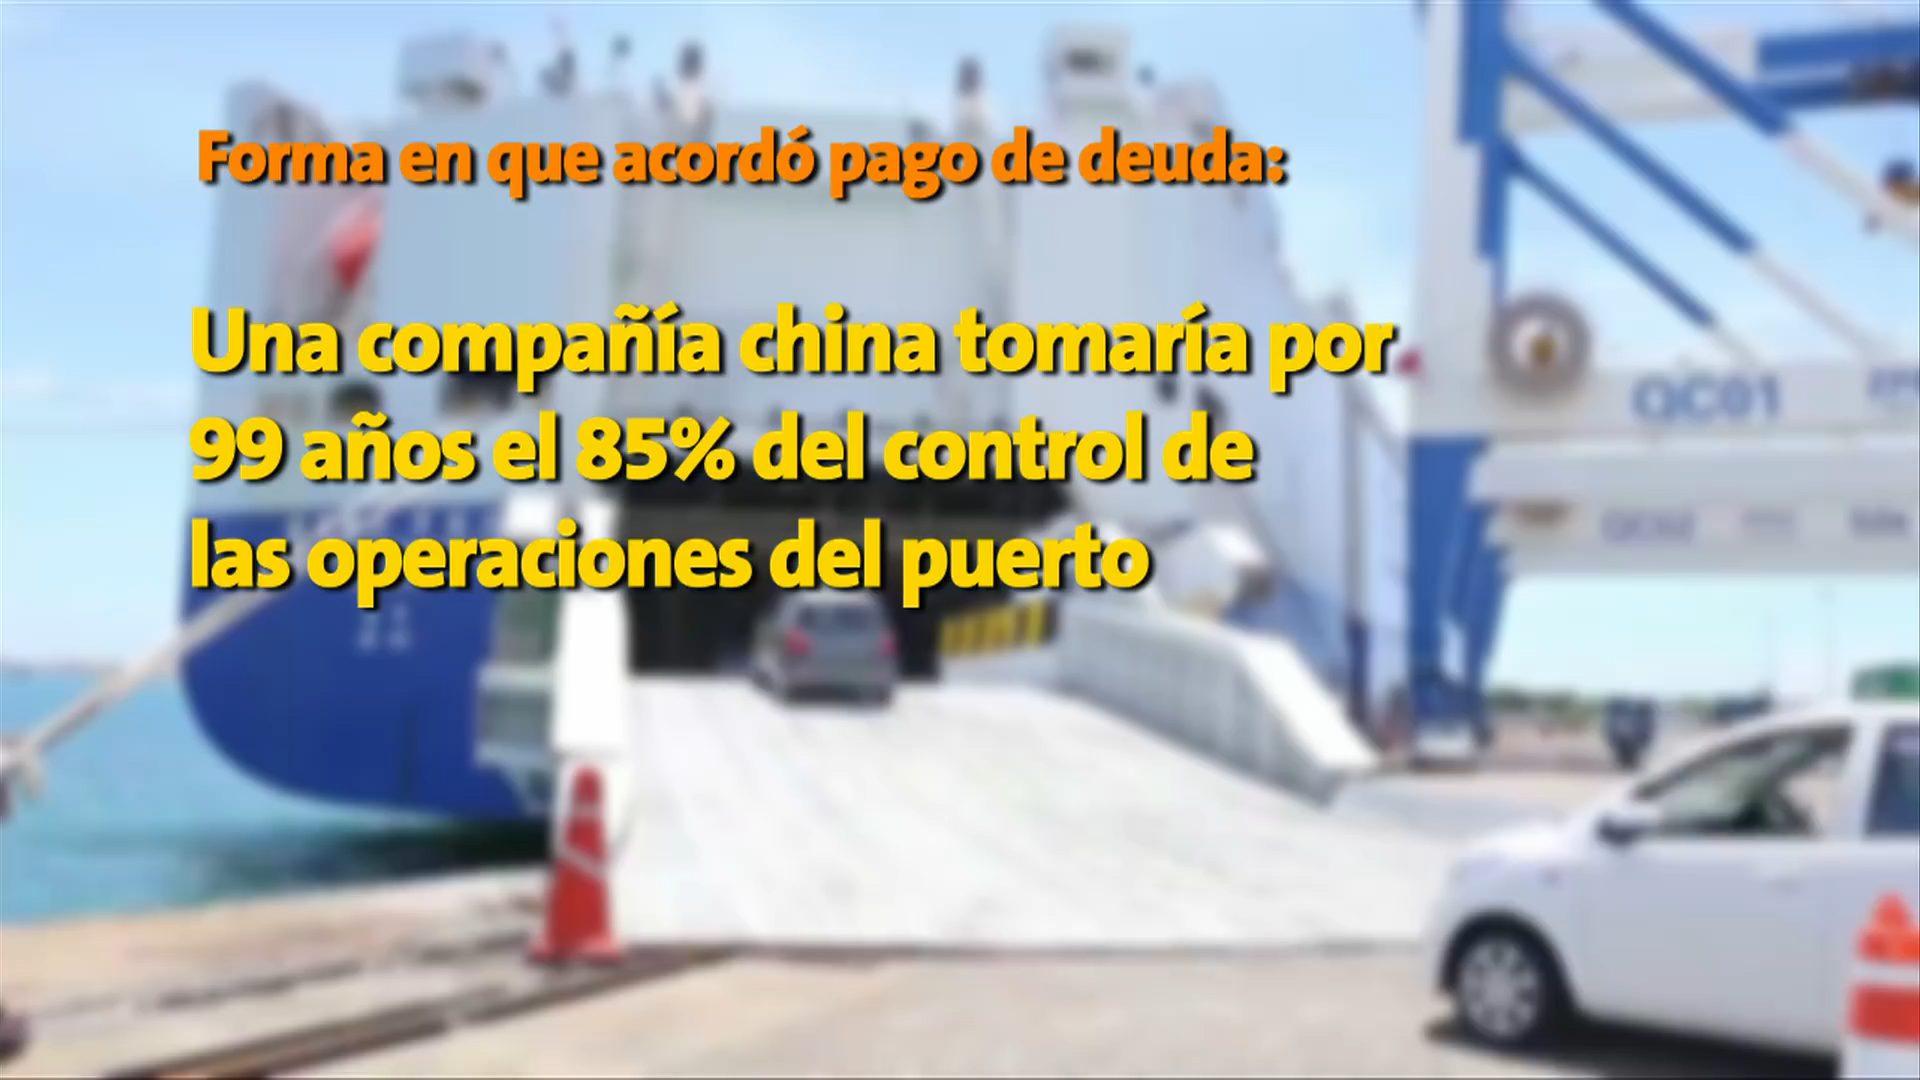 Forma en que acordó pago de deuda:
Una compañía china tomaría por
99 años el 85% del control de
las operaciones del puerto
QC01